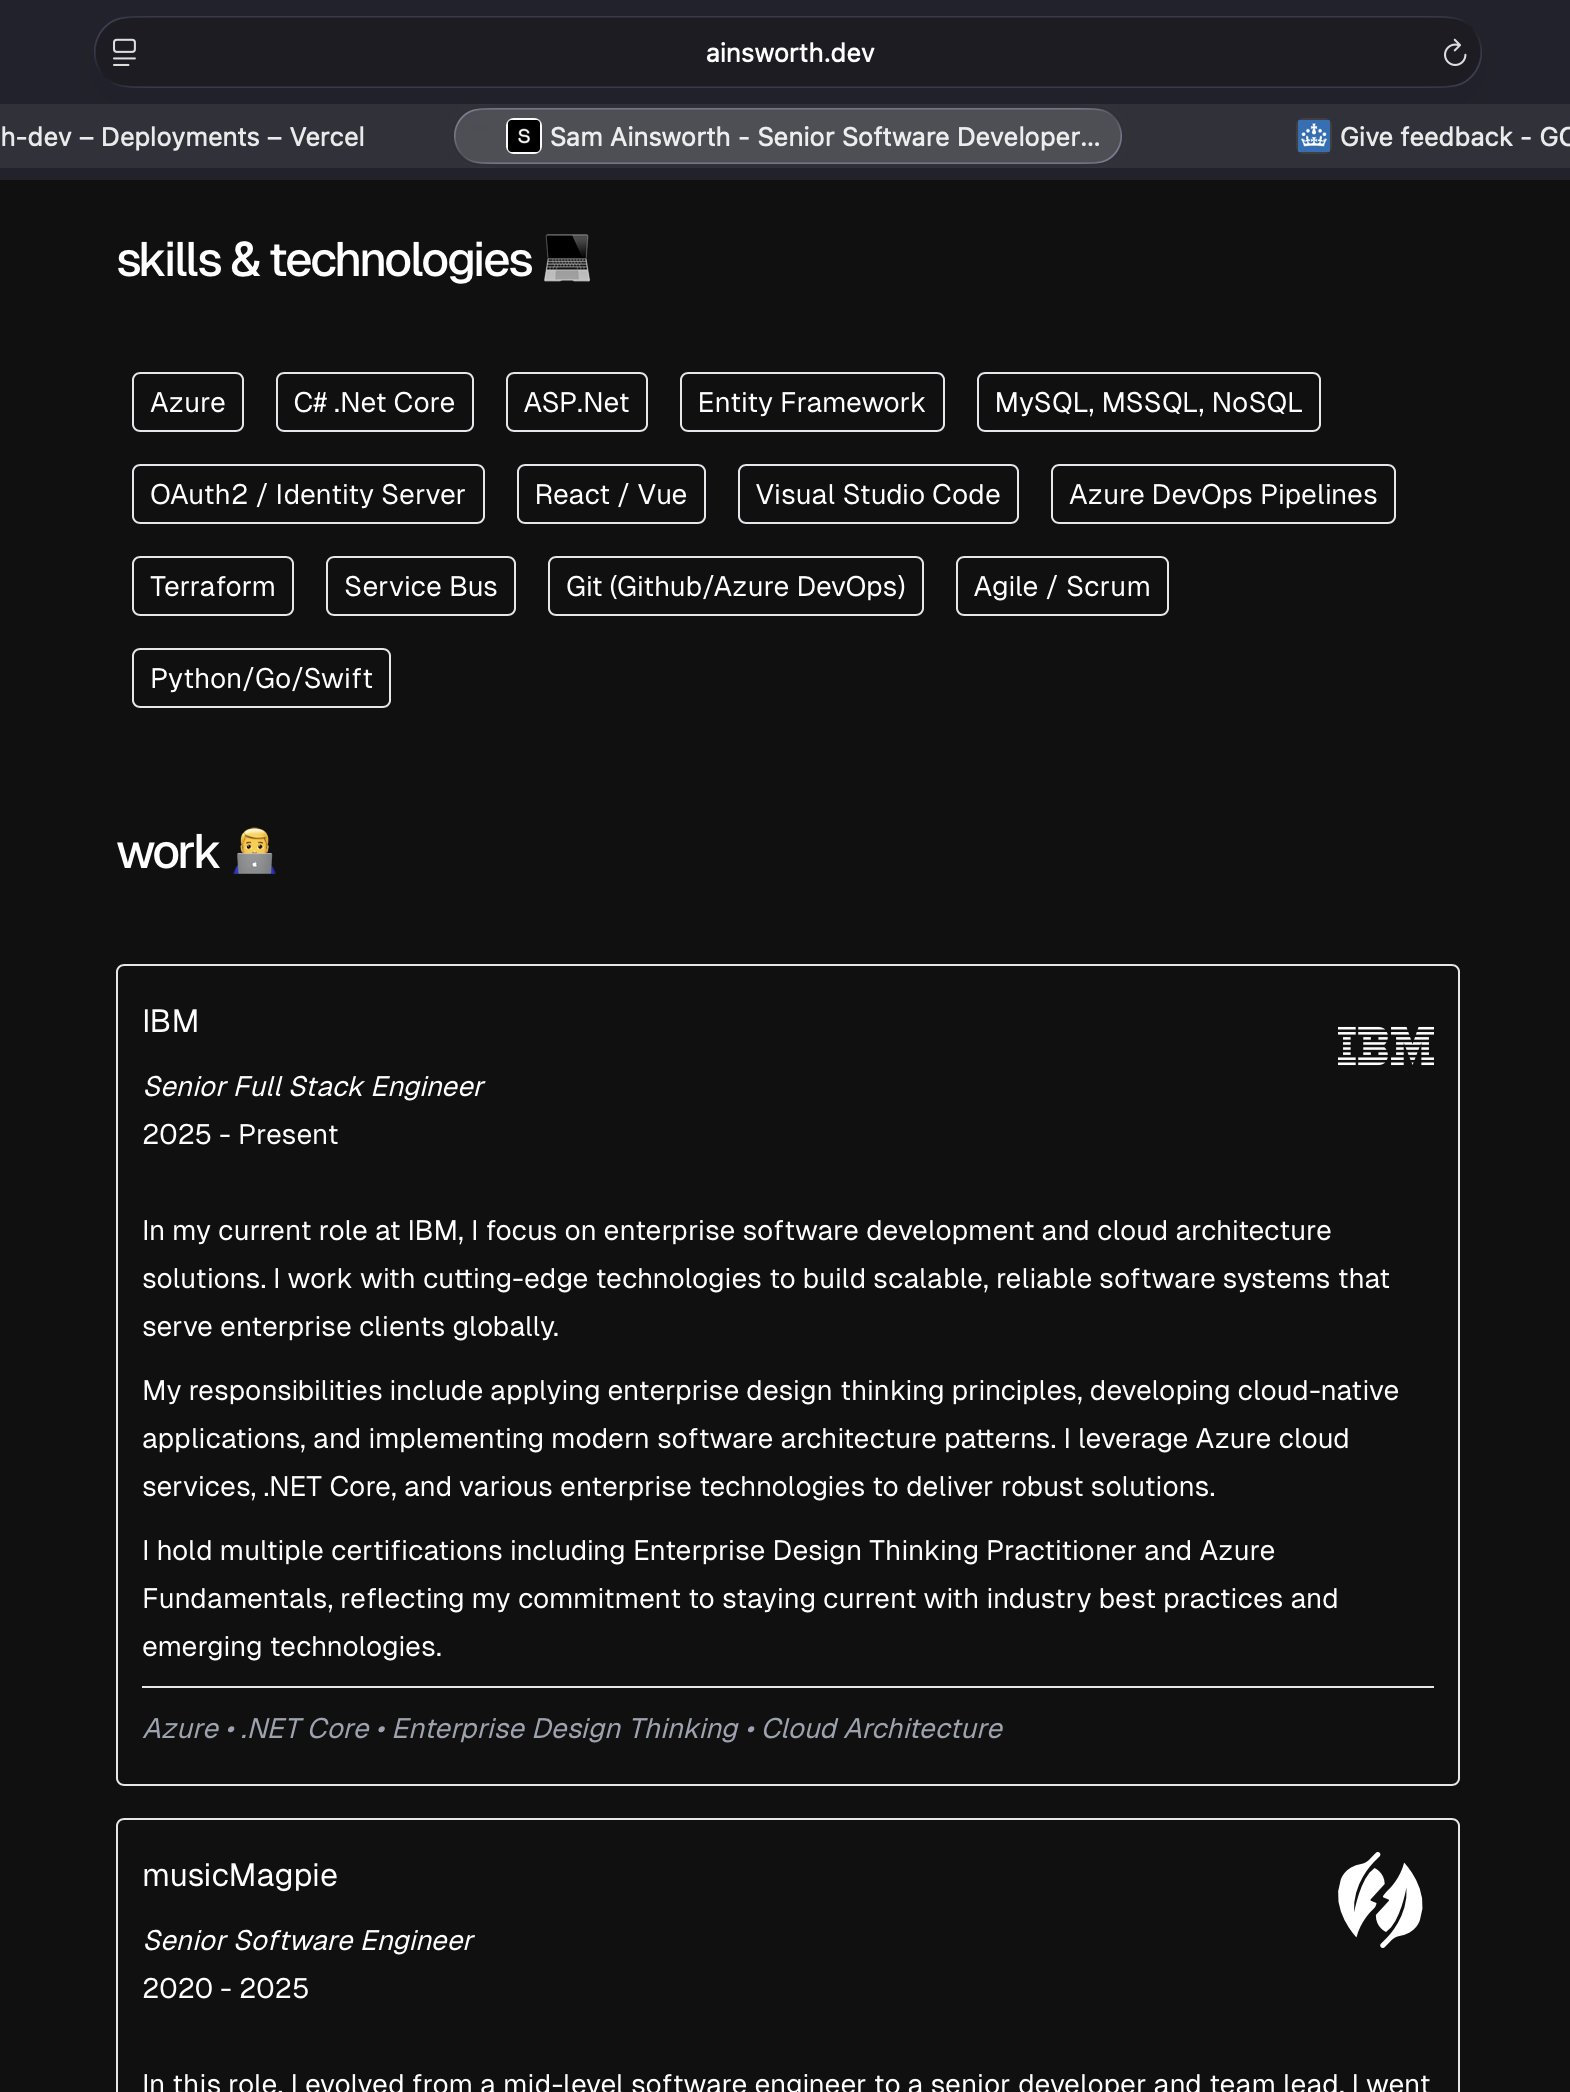 ainsworth.dev
h-dev – Deployments – Vercel
S Sam Ainsworth - Senior Software Developer...
Give feedback - GO
skills & technologies
Azure
C# .Net Core
ASP.Net
Entity Framework
MySQL, MSSQL, NoSQL
OAuth2 / Identity Server
React / Vue
Visual Studio Code
Azure DevOps Pipelines
Terraform
Service Bus
Git (Github/Azure DevOps)
Agile / Scrum
Python/Go/Swift
work
IBM
IBM
Senior Full Stack Engineer
2025 - Present
In my current role at IBM, I focus on enterprise software development and cloud architecture
solutions. I work with cutting-edge technologies to build scalable, reliable software systems that
serve enterprise clients globally.
My responsibilities include applying enterprise design thinking principles, developing cloud-native
applications, and implementing modern software architecture patterns. I leverage Azure cloud
services, .NET Core, and various enterprise technologies to deliver robust solutions.
I hold multiple certifications including Enterprise Design Thinking Practitioner and Azure
Fundamentals, reflecting my commitment to staying current with industry best practices and
emerging technologies.
Azure • .NET Core • Enterprise Design Thinking • Cloud Architecture
musicMagpie
Senior Software Engineer
2020 - 2025
In this role, I evolved from a mid-level software engineer to a senior developer and team lead. I went